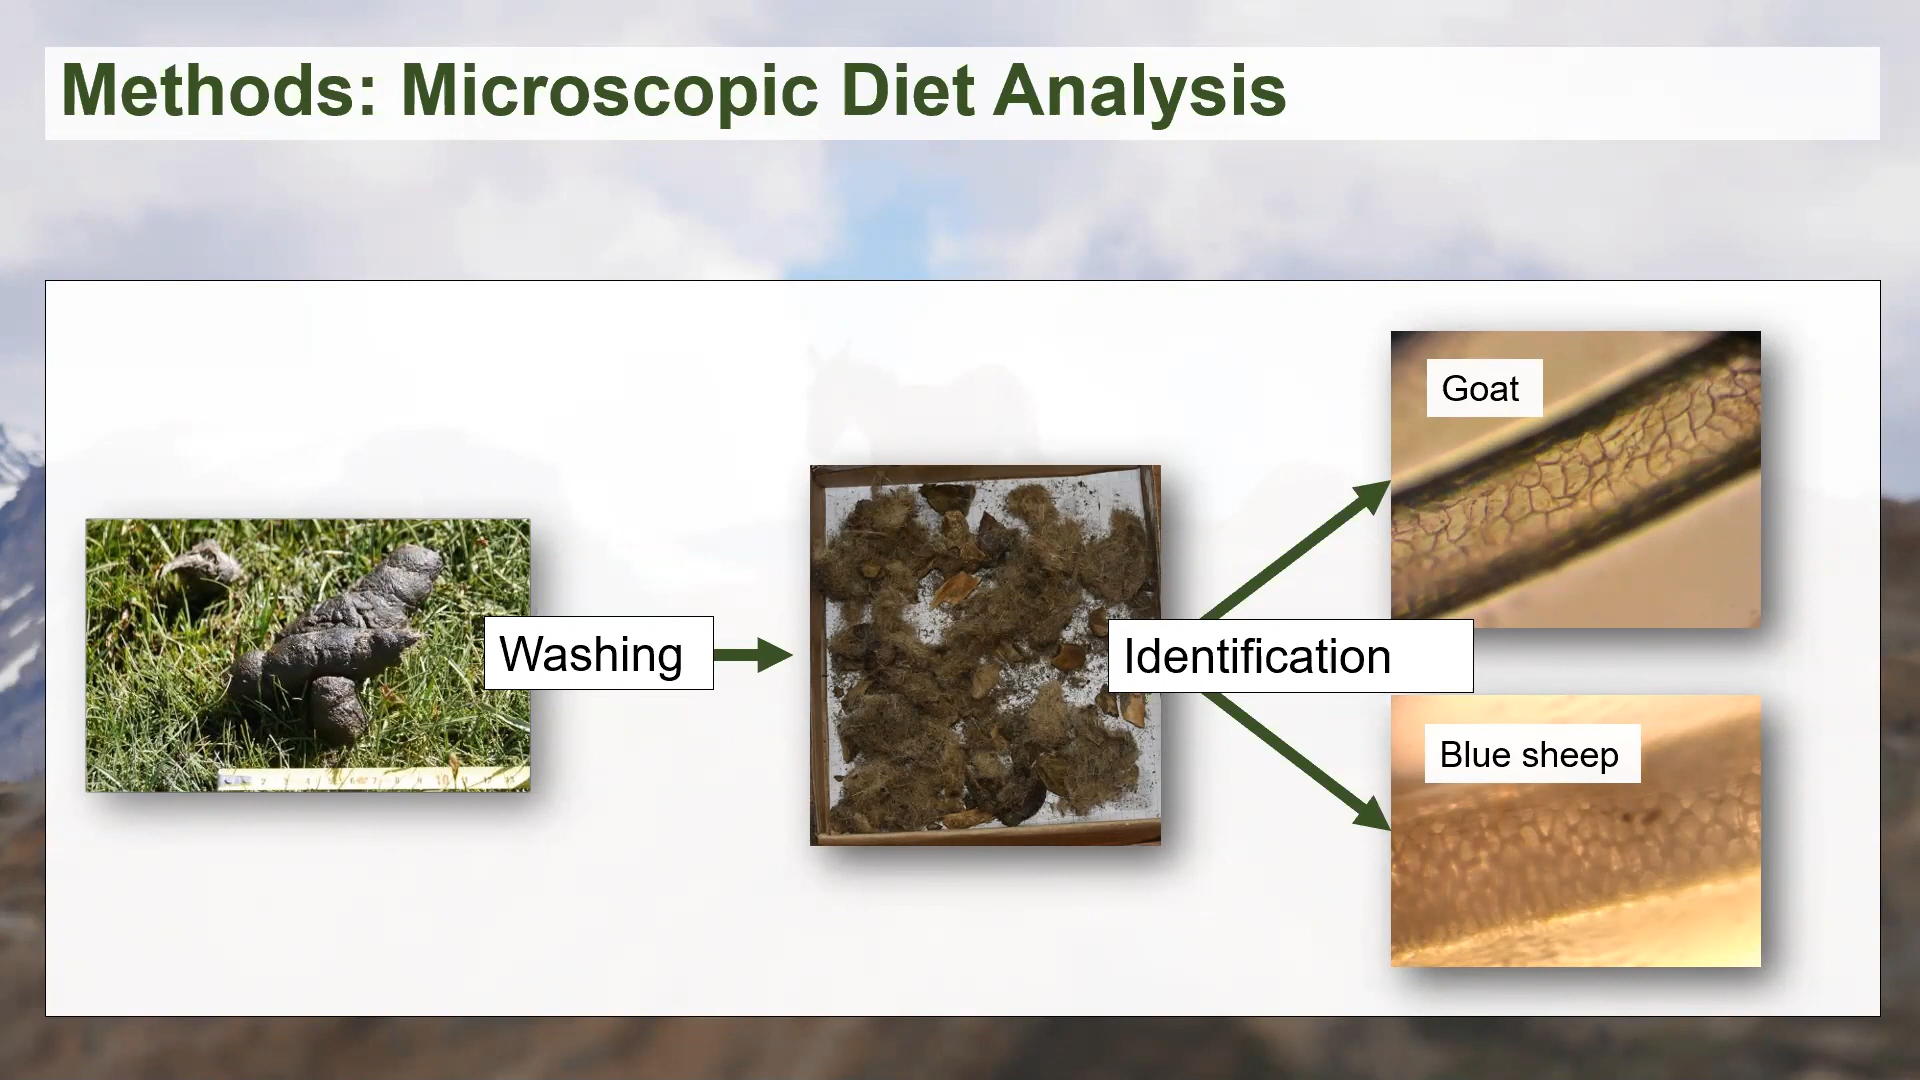 Methods: Microscopic Diet Analysis
Goat
Washing
Identification
Blue sheep